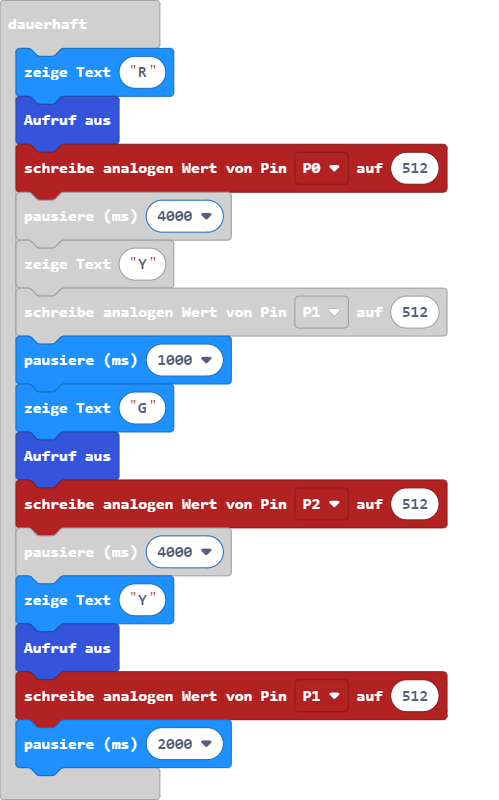 dauerhaft
zeige Text "R"
Aufruf aus
schreibe analogen Wert von Pin P0 auf 512
pausiere (ms) 4000
zeige Text "Y"
schreibe analogen Wert von Pin P1 auf 512
pausiere (ms) 1000
zeige Text "G"
Aufruf aus
schreibe analogen Wert von Pin P2 auf 512
pausiere (ms) 4000
zeige Text "Y"
Aufruf aus
schreibe analogen Wert von Pin P1 auf 512
pausiere (ms) 2000